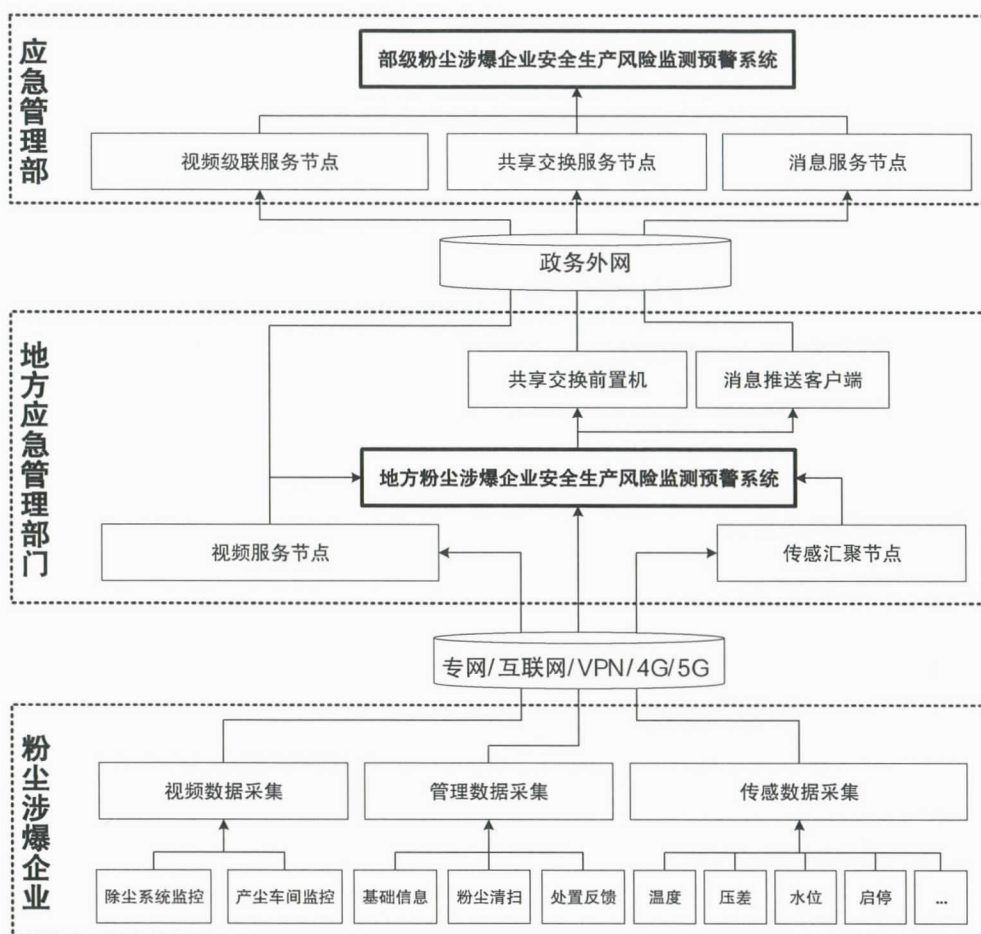 应急管理部
部级粉尘涉爆企业安全生产风险监测预警系统
视频级联服务节点
共享交换服务节点
消息服务节点
政务外网
地方应急管理部门
共享交换前置机
消息推送客户端
地方粉尘涉爆企业安全生产风险监测预警系统
视频服务节点
传感汇聚节点
专网/互联网/VPN/4G/5G
粉尘涉爆企业
视频数据采集
管理数据采集
传感数据采集
除尘系统监控
产尘车间监控
基础信息
粉尘清扫
处置反馈
温度
压差
水位
启停
...